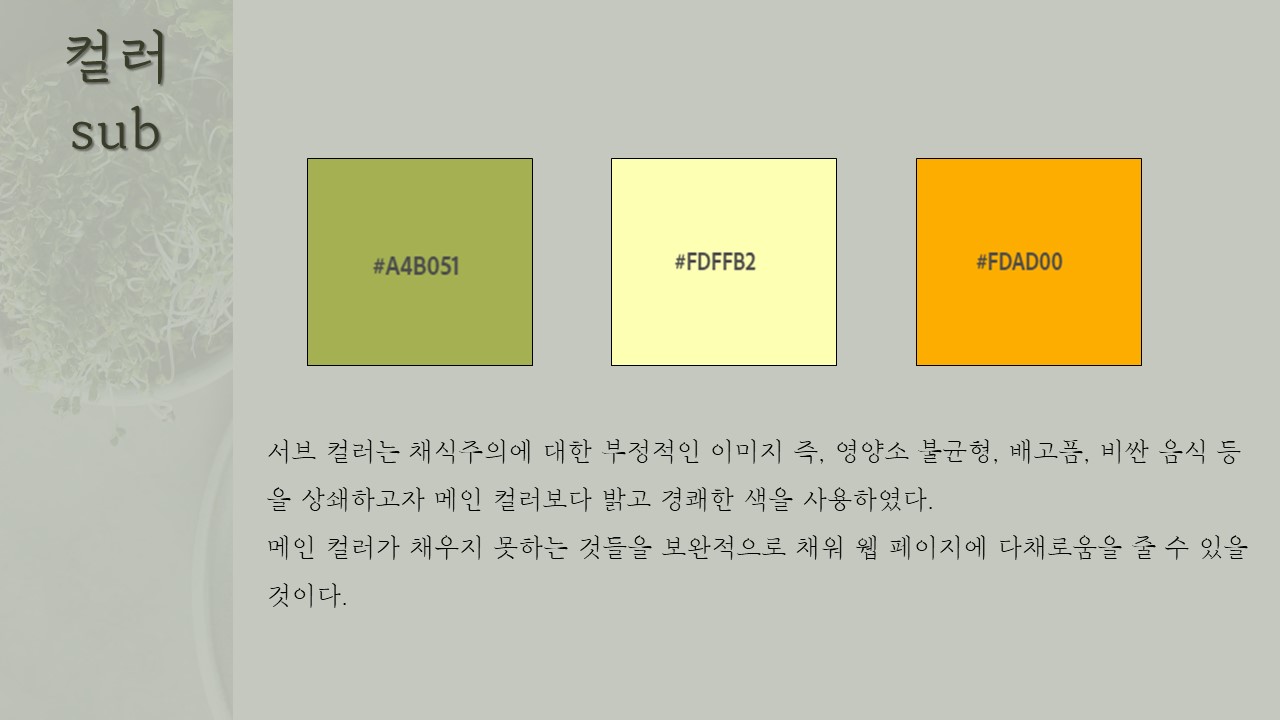 컬러
sub
#A4B051
#FDFFB2
#FDAD00
서브 컬러는 채식주의에 대한 부정적인 이미지 즉, 영양소 불균형, 배고픔, 비싼 음식 등
을 상쇄하고자 메인 컬러보다 밝고 경쾌한 색을 사용하였다.
메인 컬러가 채우지 못하는 것들을 보완적으로 채워 웹 페이지에 다채로움을 줄 수 있을
것이다.